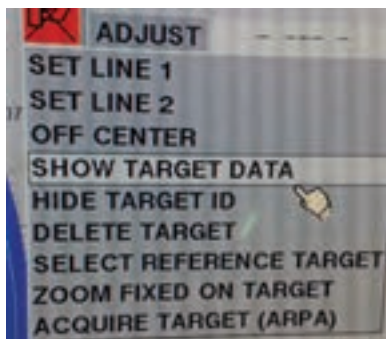 ADJUST
SET LINE 1
SET LINE 2
OFF CENTER
SHOW TARGET DATA
HIDE TARGET ID
DELETE TARGET
SELECT REFERENCE TARGET
ZOOM FIXED ON TARGET
ACQUIRE TARGET (ARPA)